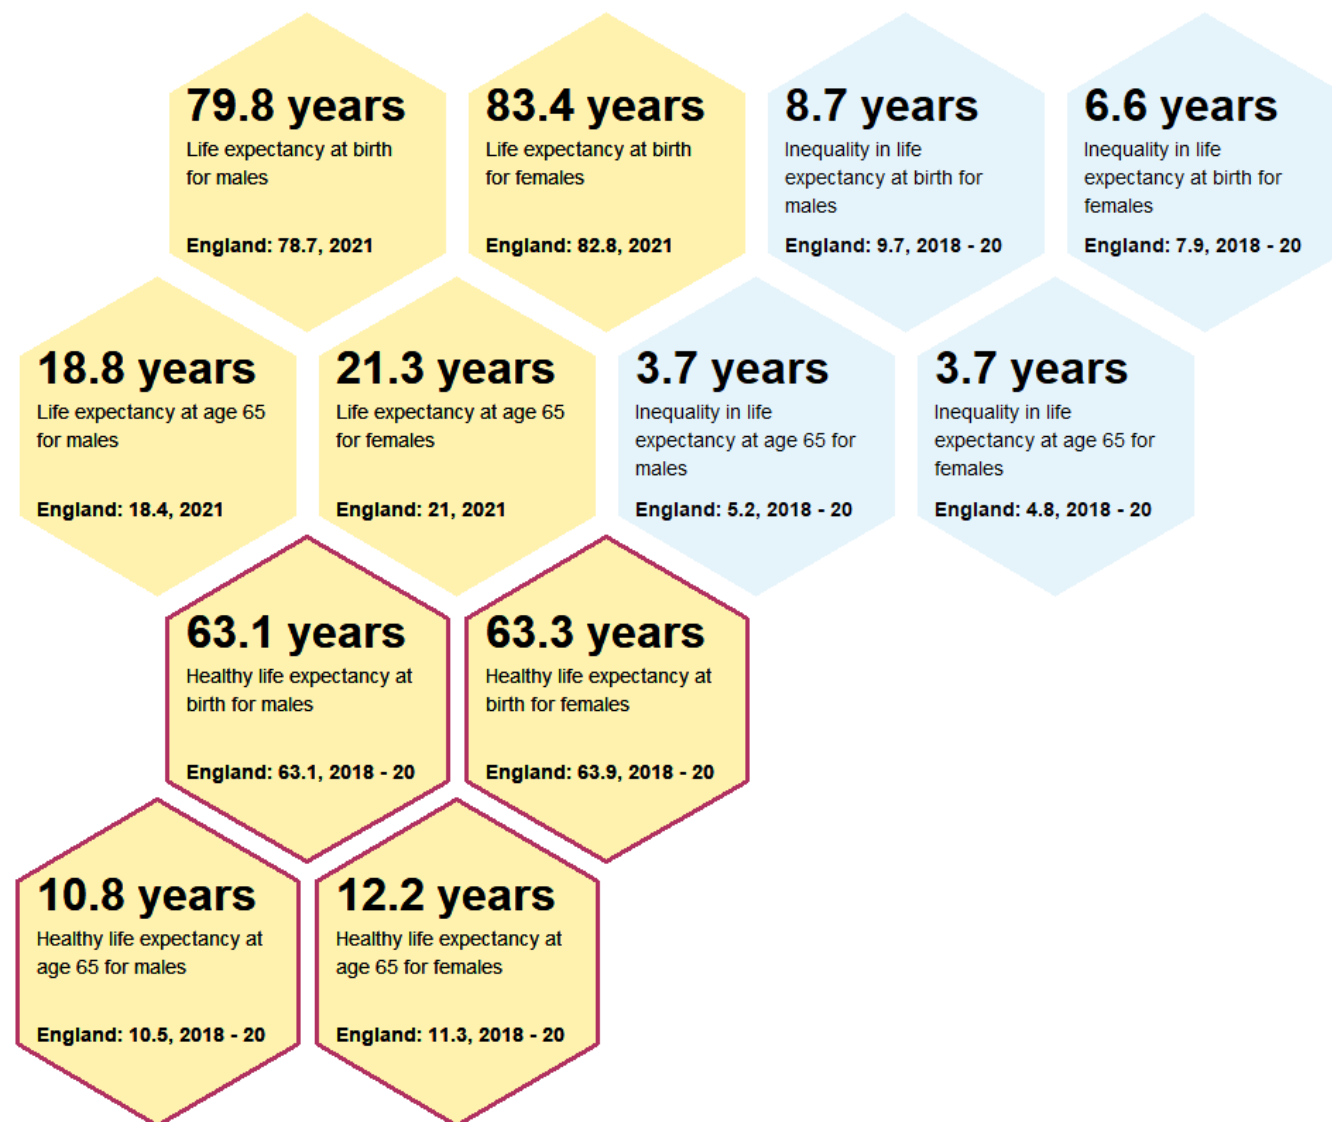 79.8 years
Life expectancy at birth
for males
England: 78.7, 2021
83.4 years
Life expectancy at birth
for females
England: 82.8, 2021
8.7 years
Inequality in life
expectancy at birth for
males
England: 9.7, 2018 - 20
6.6 years
Inequality in life
expectancy at birth for
females
England: 7.9, 2018 - 20
18.8 years
Life expectancy at age 65
for males
England: 18.4, 2021
21.3 years
Life expectancy at age 65
for females
England: 21, 2021
3.7 years
Inequality in life
expectancy at age 65 for
males
England: 5.2, 2018 - 20
3.7 years
Inequality in life
expectancy at age 65 for
females
England: 4.8, 2018 - 20
63.1 years
Healthy life expectancy at
birth for males
England: 63.1, 2018 - 20
63.3 years
Healthy life expectancy at
birth for females
England: 63.9, 2018 - 20
10.8 years
Healthy life expectancy at
age 65 for males
England: 10.5, 2018 - 20
12.2 years
Healthy life expectancy at
age 65 for females
England: 11.3, 2018 - 20